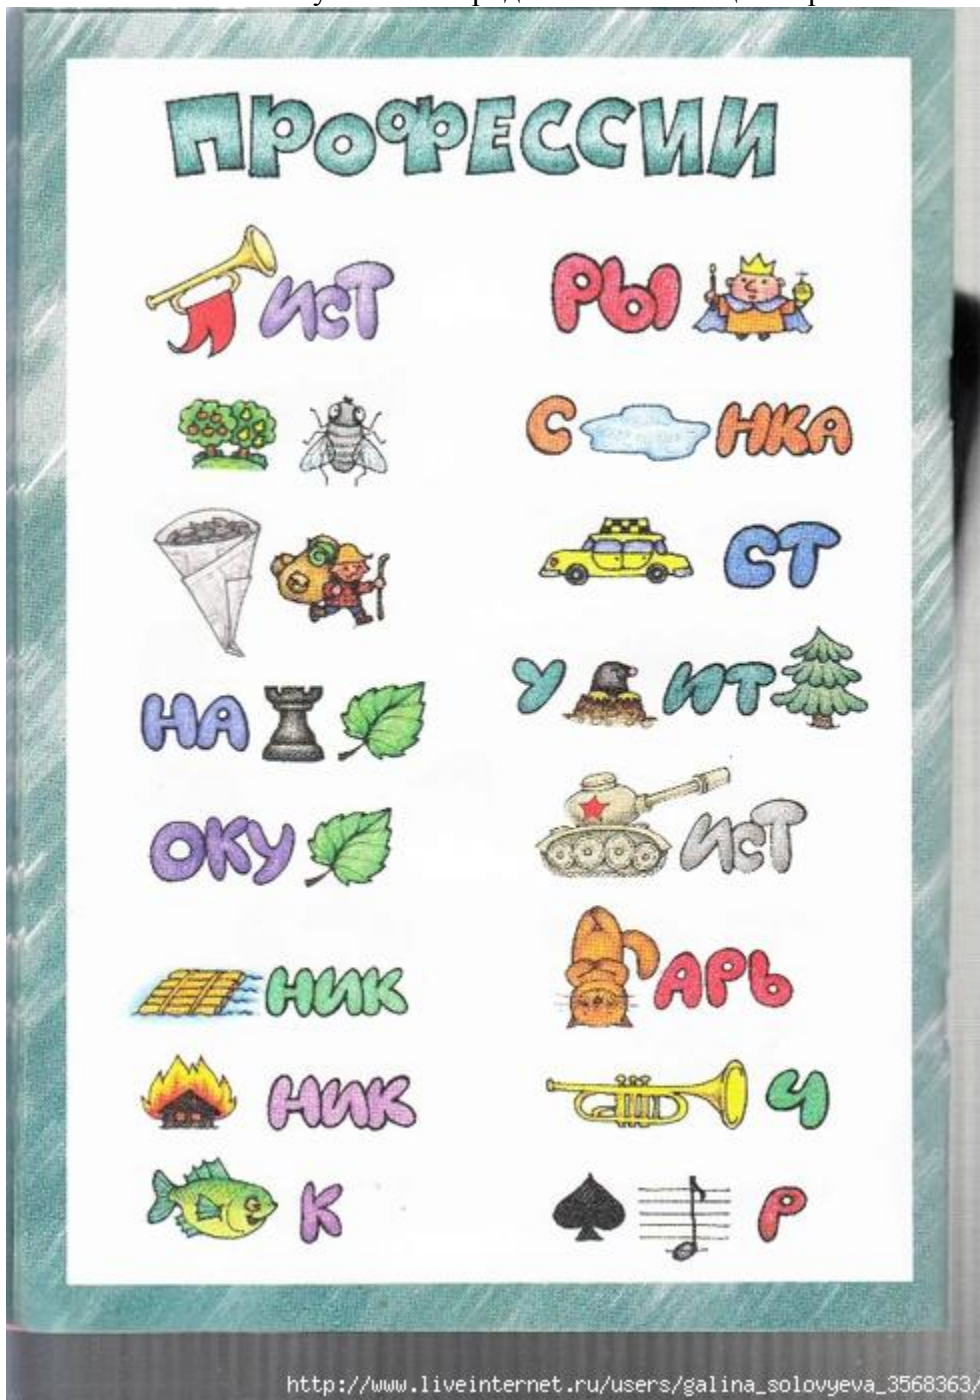 ПРОФЕССИИ
ИСТ
РЫ
С НКА
СТ
У ИТ
НА
ИСТ
ОКУ
НИК
АРЬ
НИК
Ч
К
Р
http://www.liveinternet.ru/users/galina_solovyeva_3568363